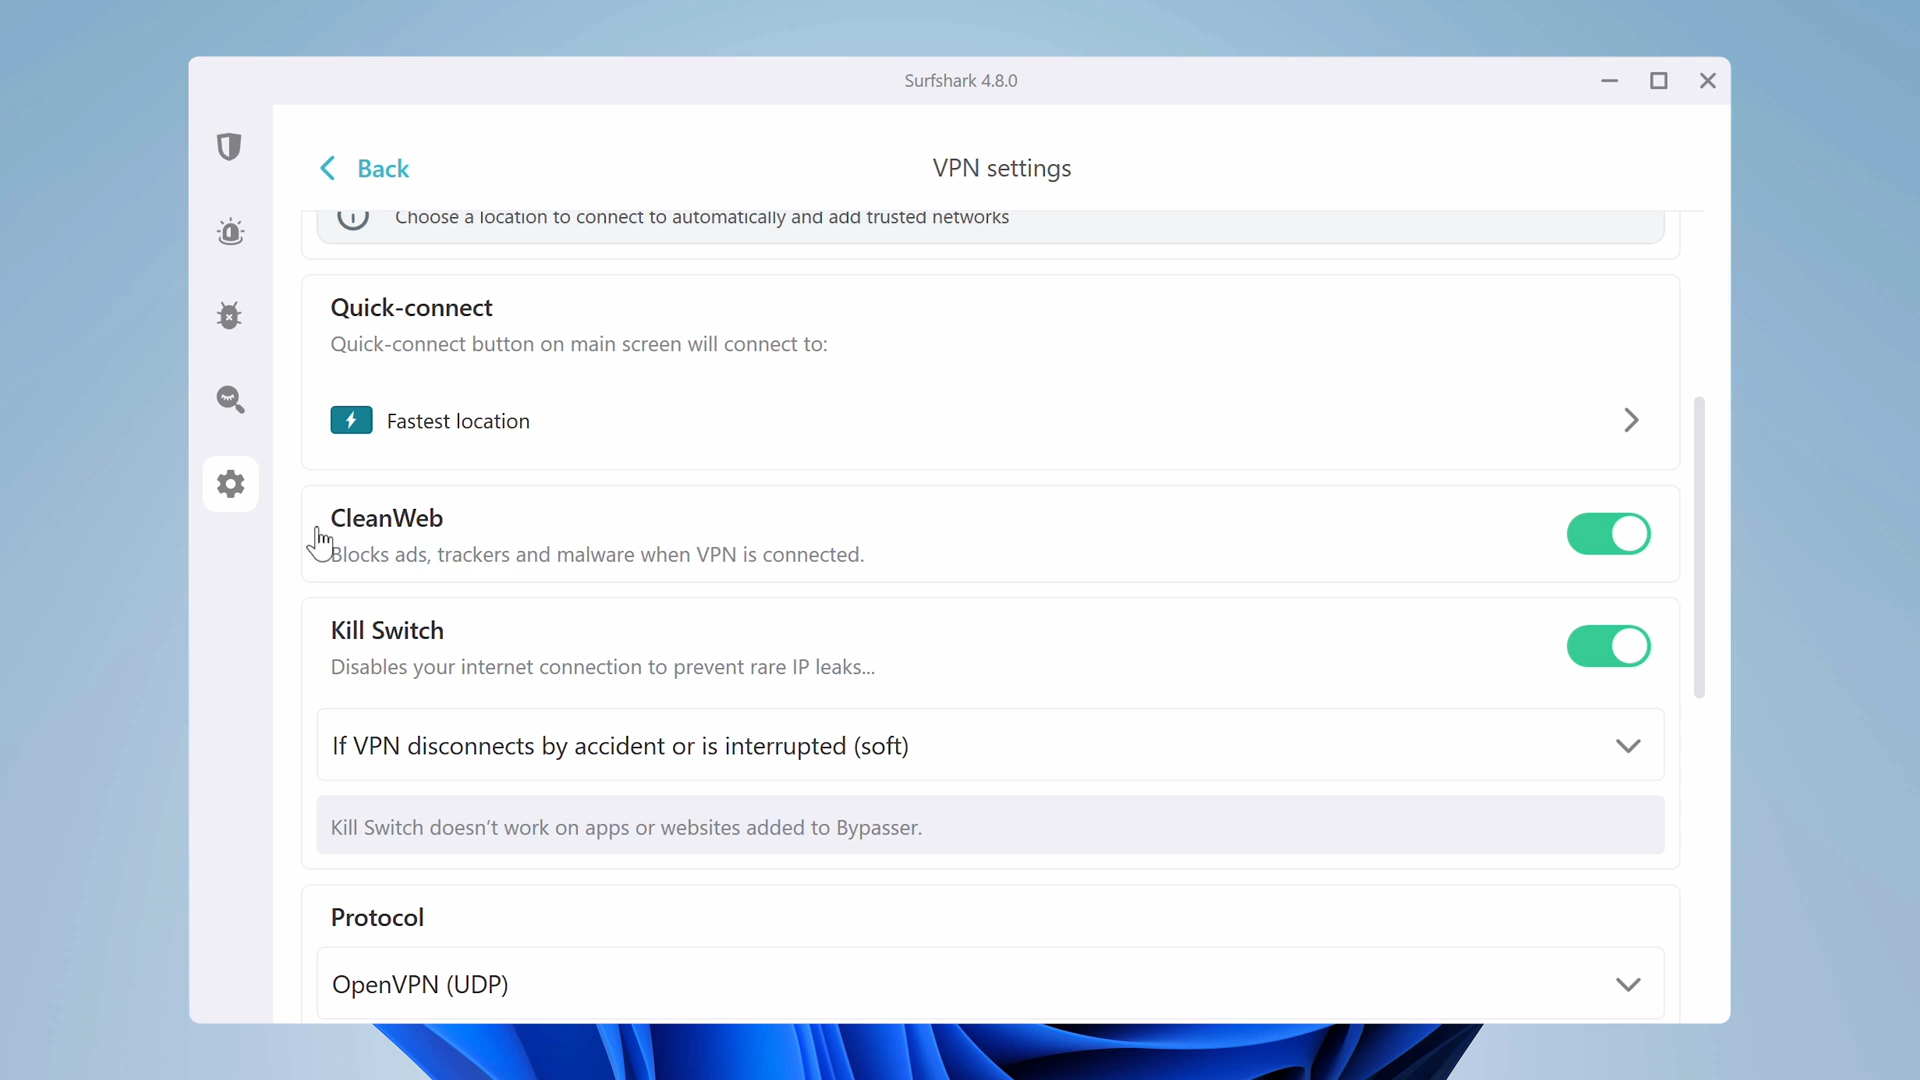 Surfshark 4.8.0
Back
VPN settings
Choose a location to connect to automatically and add trusted networks
Quick-connect
Quick-connect button on main screen will connect to:
Fastest location
CleanWeb
Blocks ads, trackers and malware when VPN is connected.
Kill Switch
Disables your internet connection to prevent rare IP leaks...
If VPN disconnects by accident or is interrupted (soft)
Kill Switch doesn't work on apps or websites added to Bypasser.
Protocol
OpenVPN (UDP)